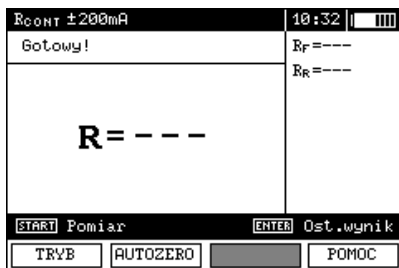 RCONT ±200mA 10:32
Gotowy!
RF=---
RR=---
R=---
START Pomiar ENTER Ost.wynik
TRYB AUTOZERO POMOC